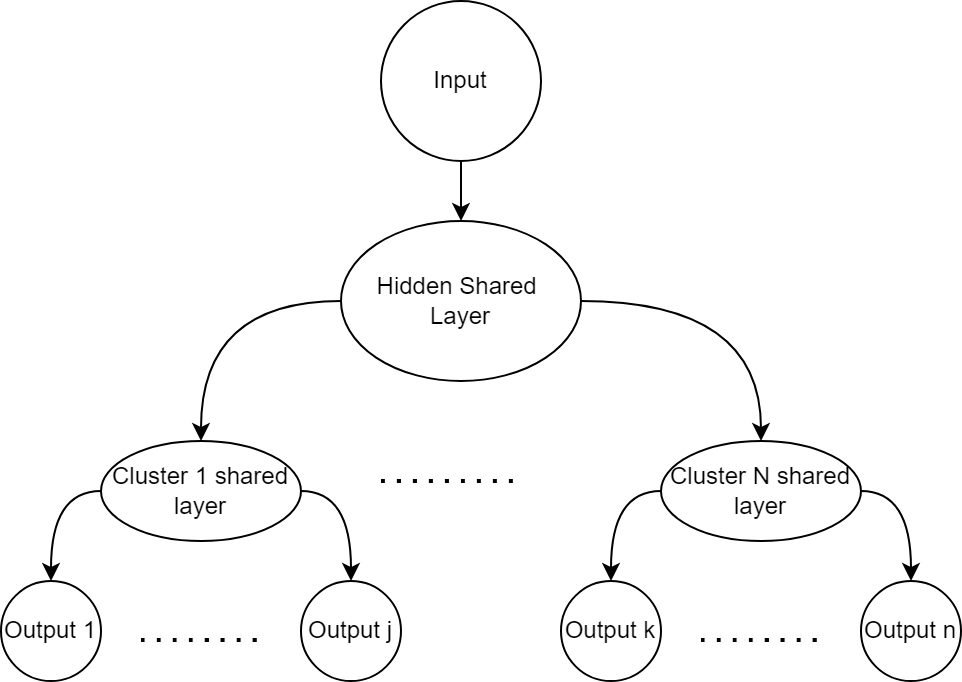 Input
Hidden Shared
Layer
Cluster 1 shared
layer
. . . . . . . . .
Cluster N shared
layer
Output 1
. . . . . . . .
Output j
Output k
. . . . . . . .
Output n